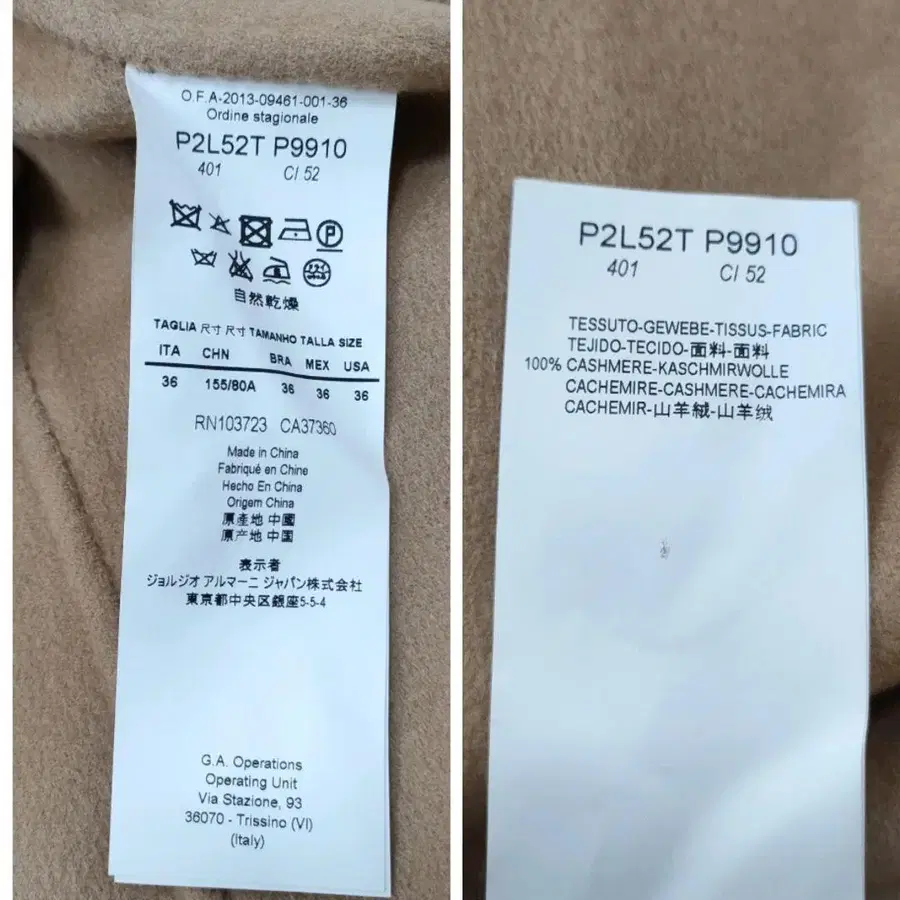 O.F.A-2013-09461-001-36
Ordine stagionale
P2L52T P9910
401 CI 52
自然乾燥
TAGLIA 尺寸 尺寸 TAMANHO TALLA SIZE
ITA CHN BRA MEX USA
36 155/80A 36 36 36
RN103723 CA37360
Made in China
Fabriqué en Chine
Hecho En China
Origem China
原產地 中國
原产地 中国
表示者
ジョルジオ アルマーニ ジャパン株式会社
東京都中央区銀座5-5-4
G.A. Operations
Operating Unit
Via Stazione, 93
36070 - Trissino (VI)
(Italy)
P2L52T P9910
401 CI 52
TESSUTO-GEWEBE-TISSUS-FABRIC
TEJIDO-TECIDO-面料-面料
100% CASHMERE-KASCHMIRWOLLE
CACHEMIRE-CASHMERE-CACHEMIRA
CACHEMIR-山羊絨-山羊绒